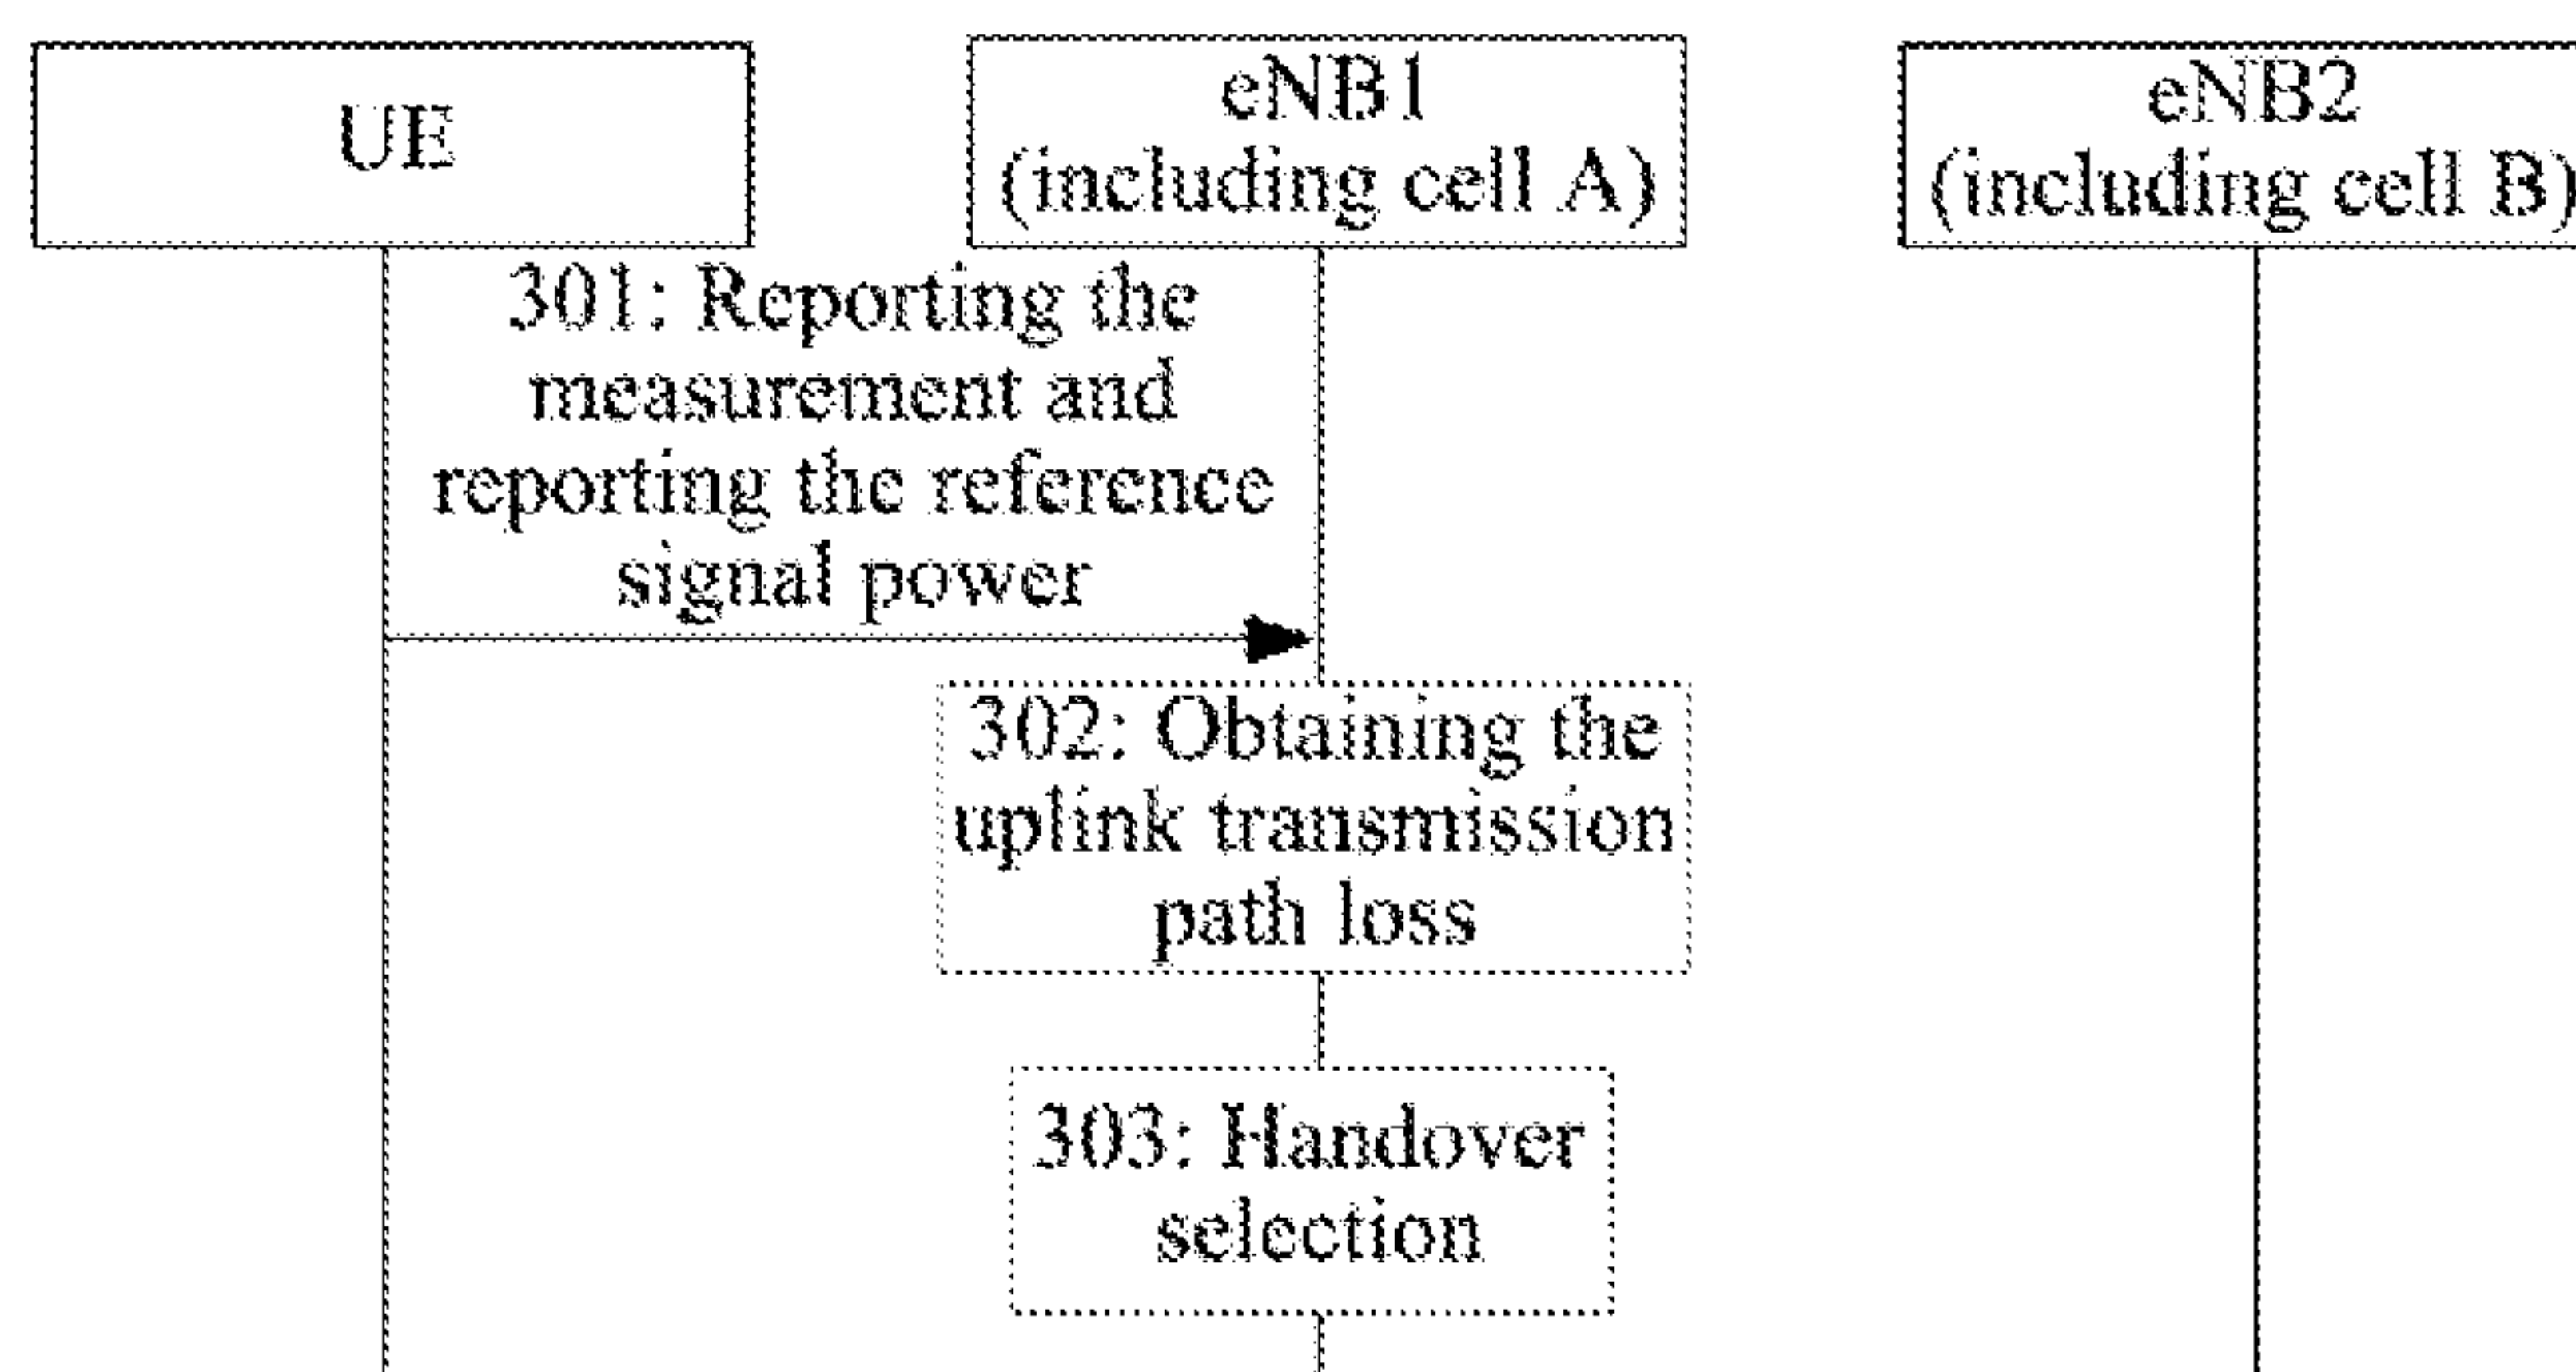 UE
eNB1
(including cell A)
eNB2
(including cell B)
301: Reporting the
measurement and
reporting the reference
signal power
302: Obtaining the
uplink transmission
path loss
303: Handover
selection